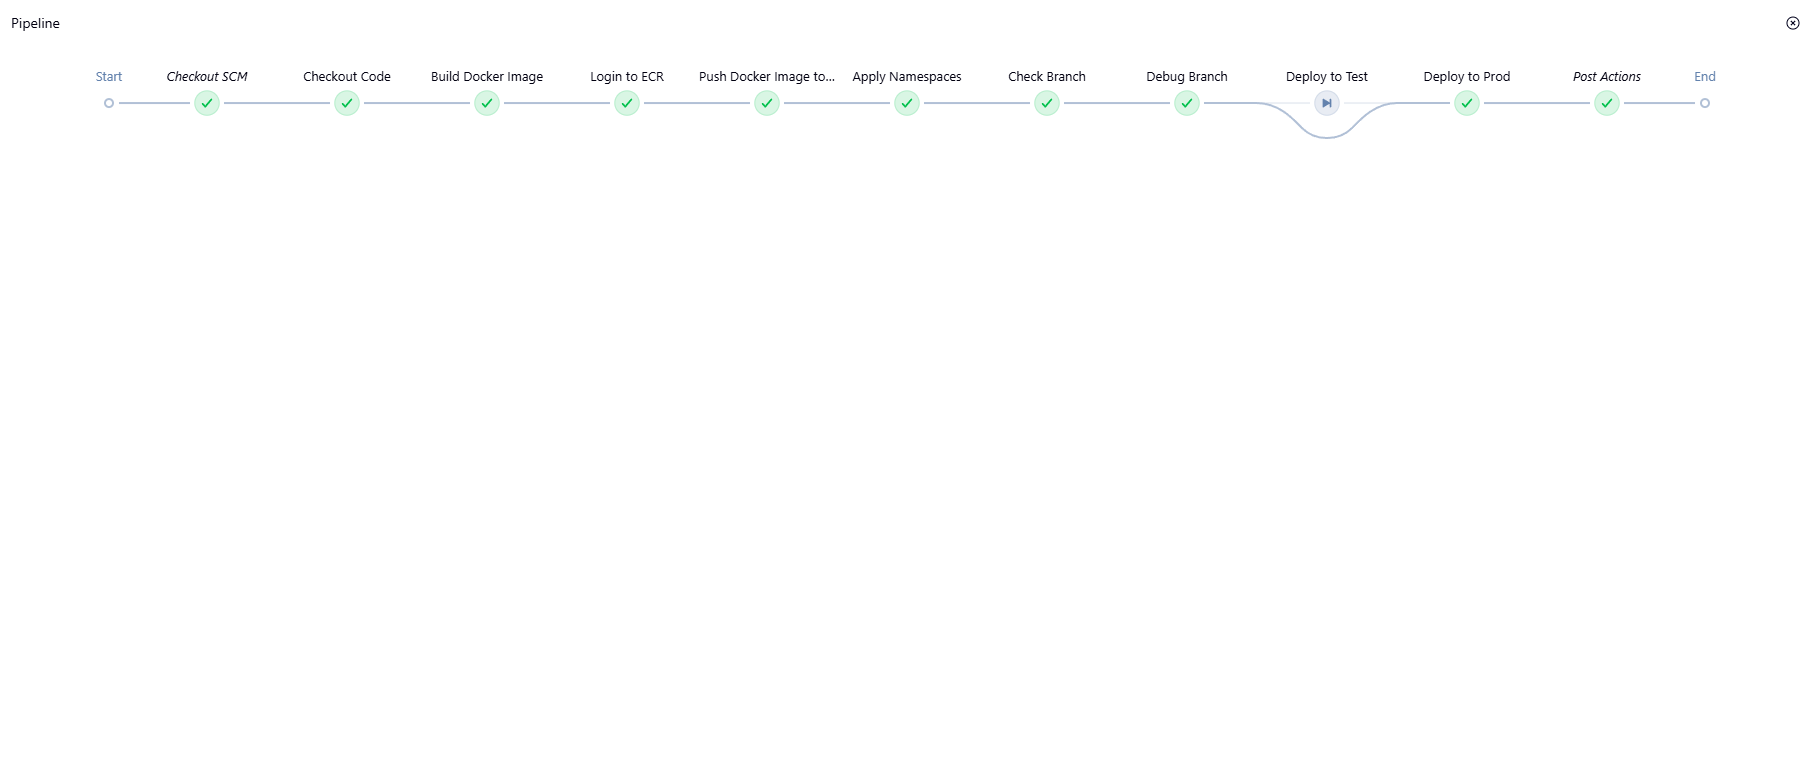 Pipeline
Start
Checkout SCM
Checkout Code
Build Docker Image
Login to ECR
Push Docker Image to...
Apply Namespaces
Check Branch
Debug Branch
Deploy to Test
Deploy to Prod
Post Actions
End